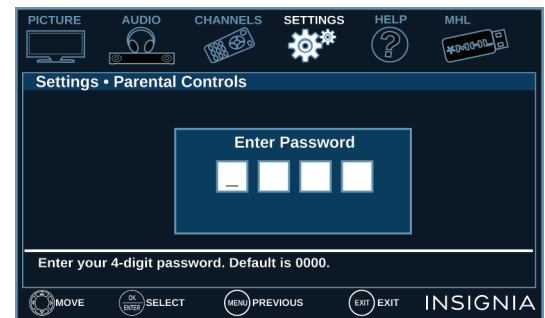 PICTURE AUDIO CHANNELS SETTINGS HELP MHL
?
MHL
Settings • Parental Controls
Enter Password
_
Enter your 4-digit password. Default is 0000.
MOVE OK ENTER SELECT MENU PREVIOUS EXIT EXIT INSIGNIA